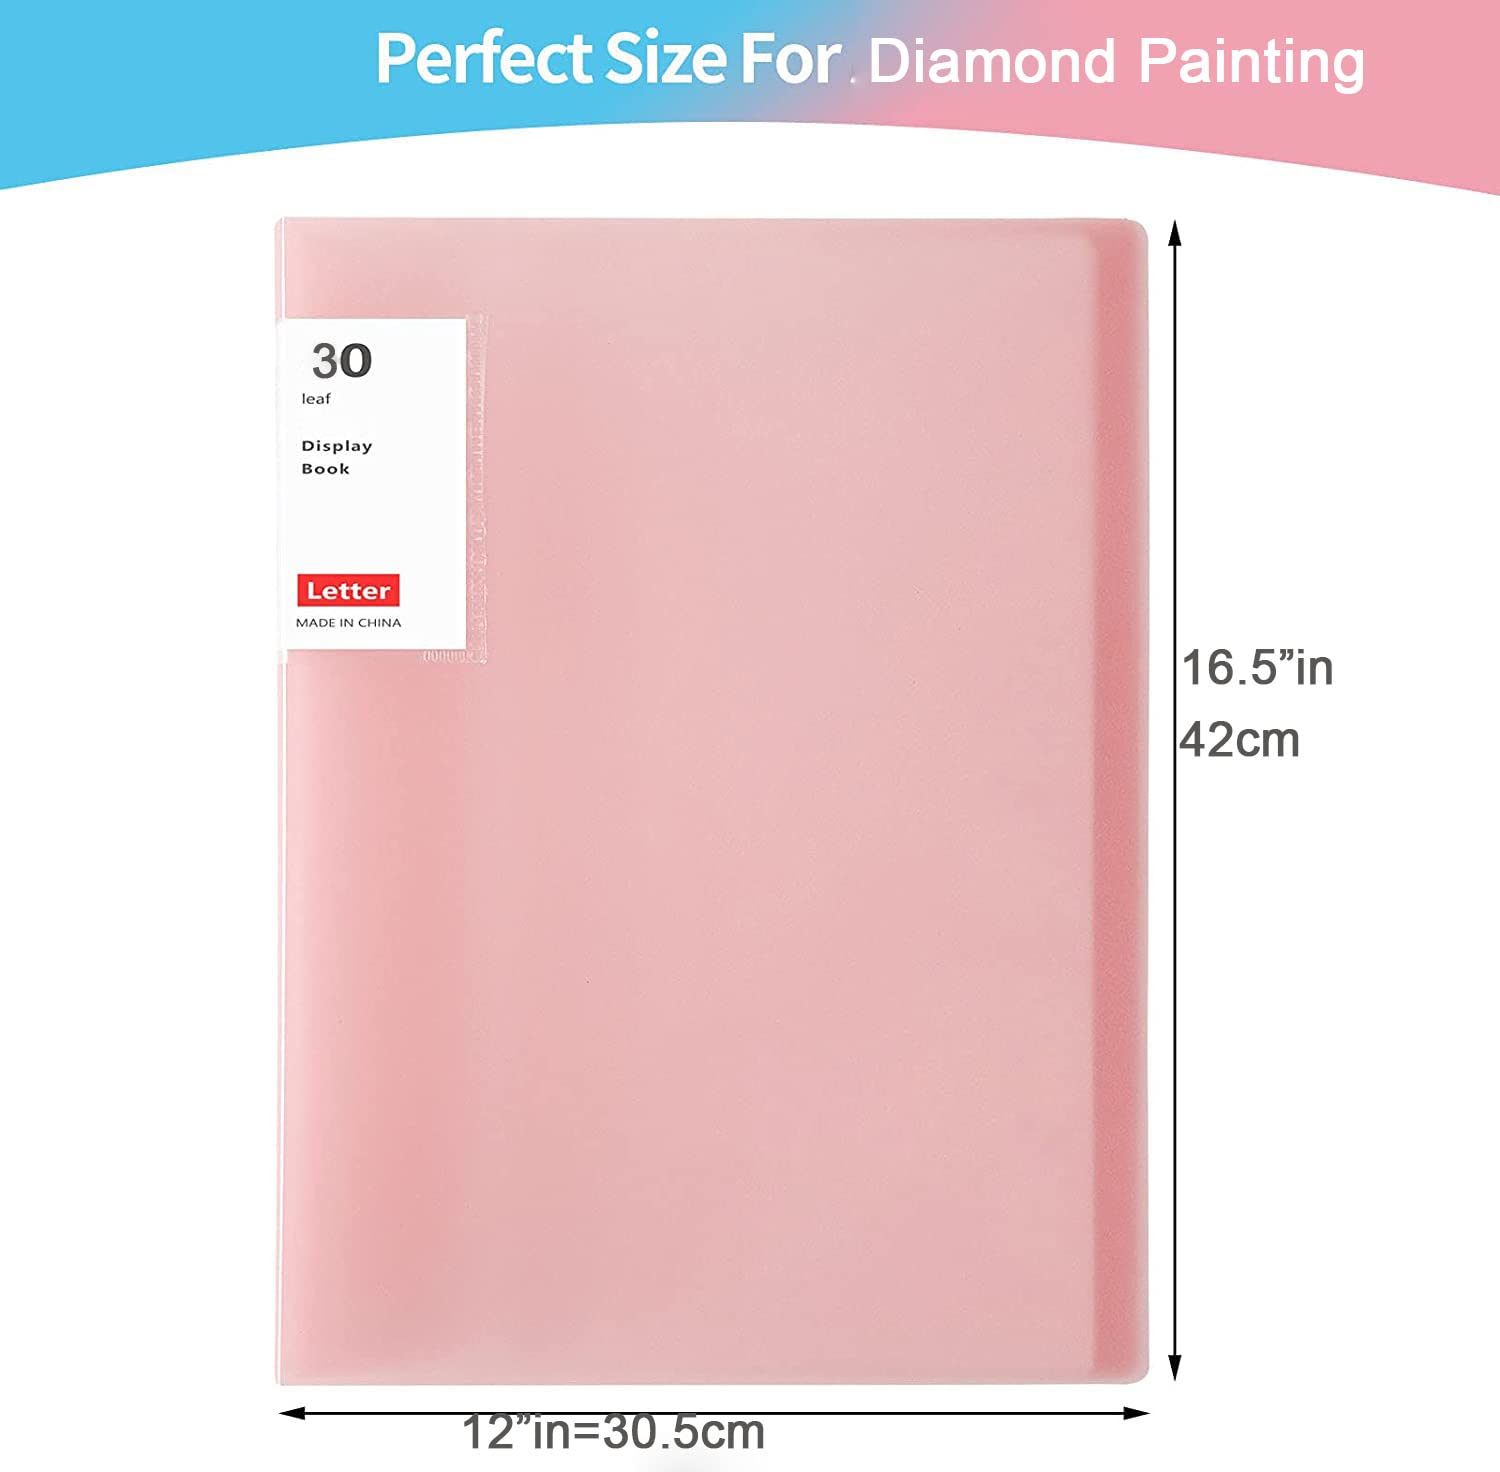 Perfect Size For Diamond Painting
30
leaf
Display
Book
Letter
MADE IN CHINA
16.5”in
42cm
12”in=30.5cm